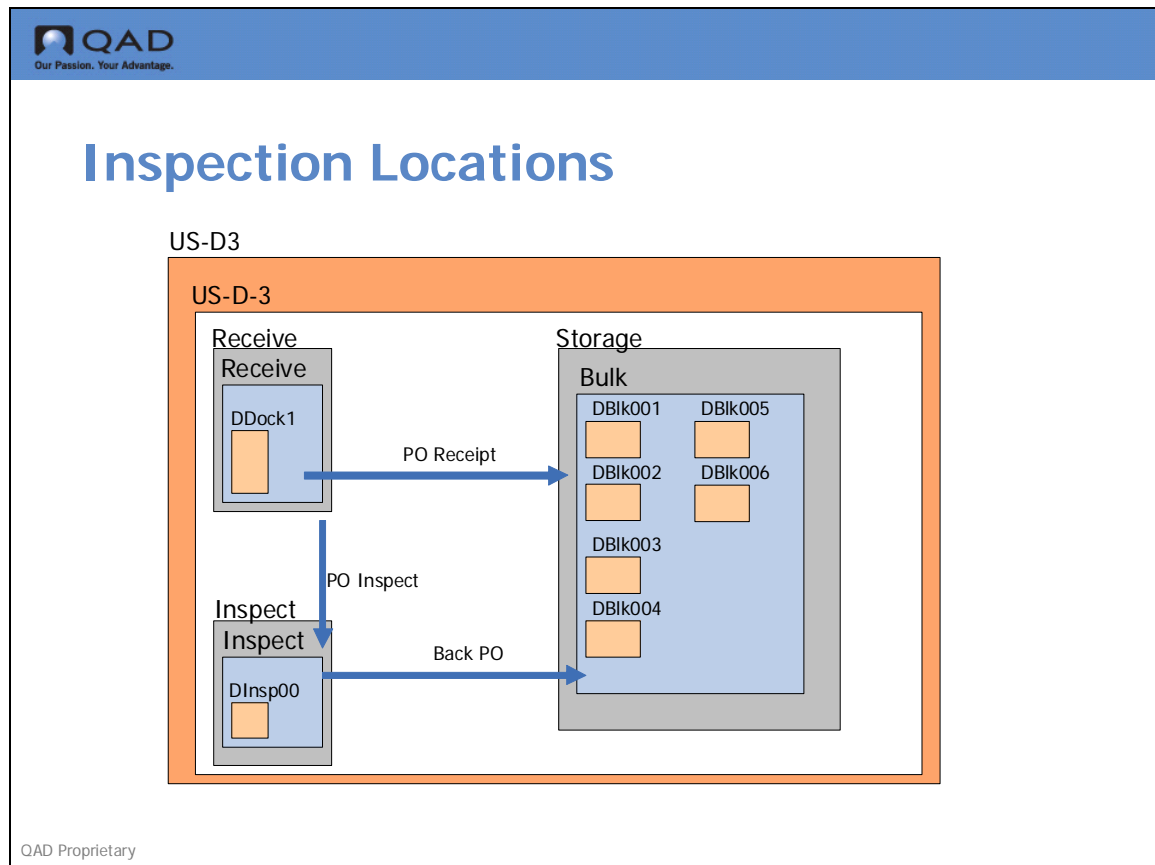 QAD
Our Passion. Your Advantage.
Inspection Locations
US-D3
US-D-3
Receive
Receive
DDock1
PO Receipt
Storage
Bulk
DBlk001
DBlk005
DBlk002
DBlk006
DBlk003
DBlk004
PO Inspect
Inspect
Inspect
DInsp00
Back PO
QAD Proprietary